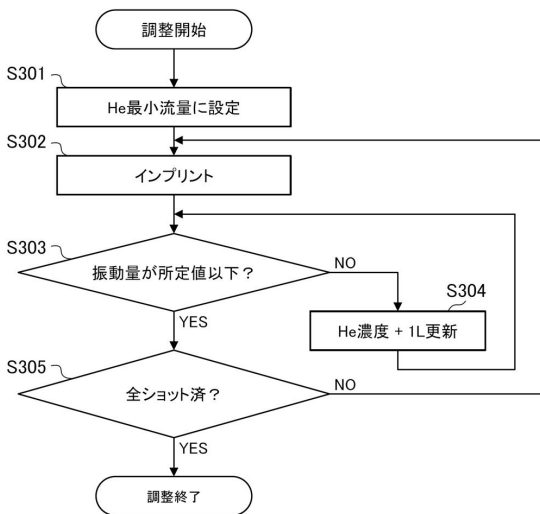 調整開始
S301
He最小流量に設定
S302
インプリント
S303
振動量が所定値以下？
NO
S304
He濃度 + 1L更新
YES
S305
全ショット済？
NO
YES
調整終了